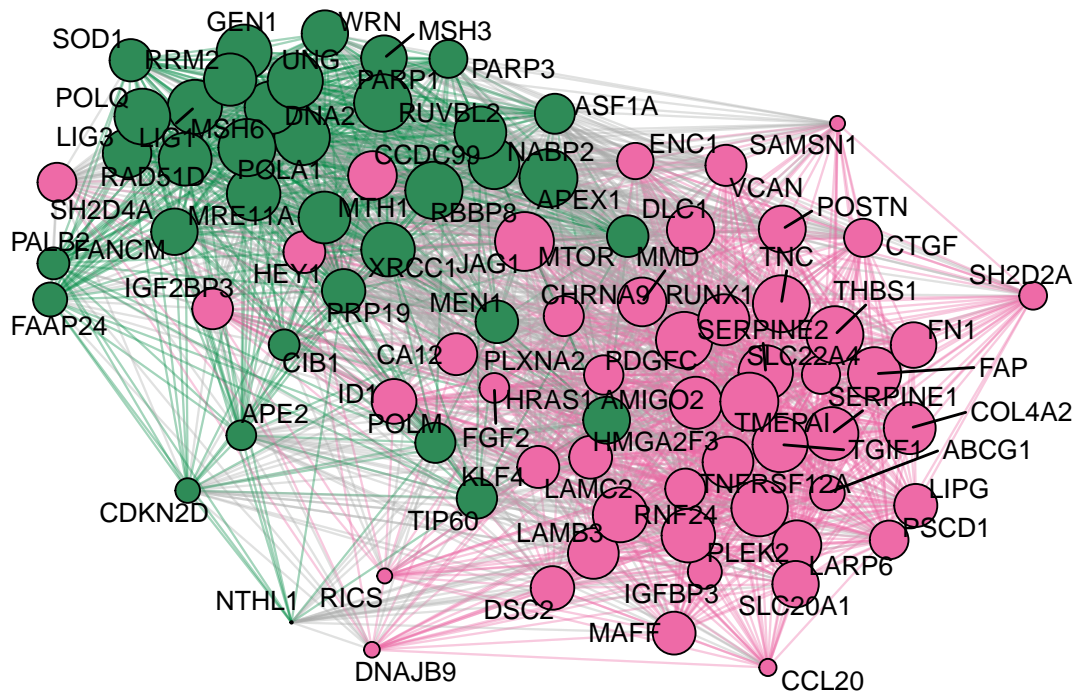 GEN1
WRN
SOD1
RRM2
UNG
MSH3
PARP1
PARP3
POLQ
DNA2
RUVBL2
ASF1A
LIG3
LIG1
MSH6
ENC1
SAMSN1
RAD51D
POLA1
CCDC99
NABP2
VCAN
SH2D4A
MRE11A
MTH1
RBBP8
APEX1
DLC1
POSTN
PALB2
FANCM
HEY1
XRCC1
JAG1
MTOR
MMD
TNC
CTGF
SH2D2A
IGF2BP3
PRP19
MEN1
CHRNA9
RUNX1
THBS1
FAAP24
CIB1
CA12
PLXNA2
PDGFC
SERPINE2
SLC22A4
FN1
FAP
ID1
HRAS1
AMIGO2
SERPINE1
APE2
POLM
FGF2
HMGA2
F3
TMEPAI
TGIF1
COL4A2
ABCG1
CDKN2D
KLF4
LAMC2
TNFRSF12A
LIPG
TIP60
LAMB3
RNF24
PSCD1
NTHL1
RICS
DSC2
IGFBP3
PLEK2
LARP6
SLC20A1
MAFF
DNAJB9
CCL20